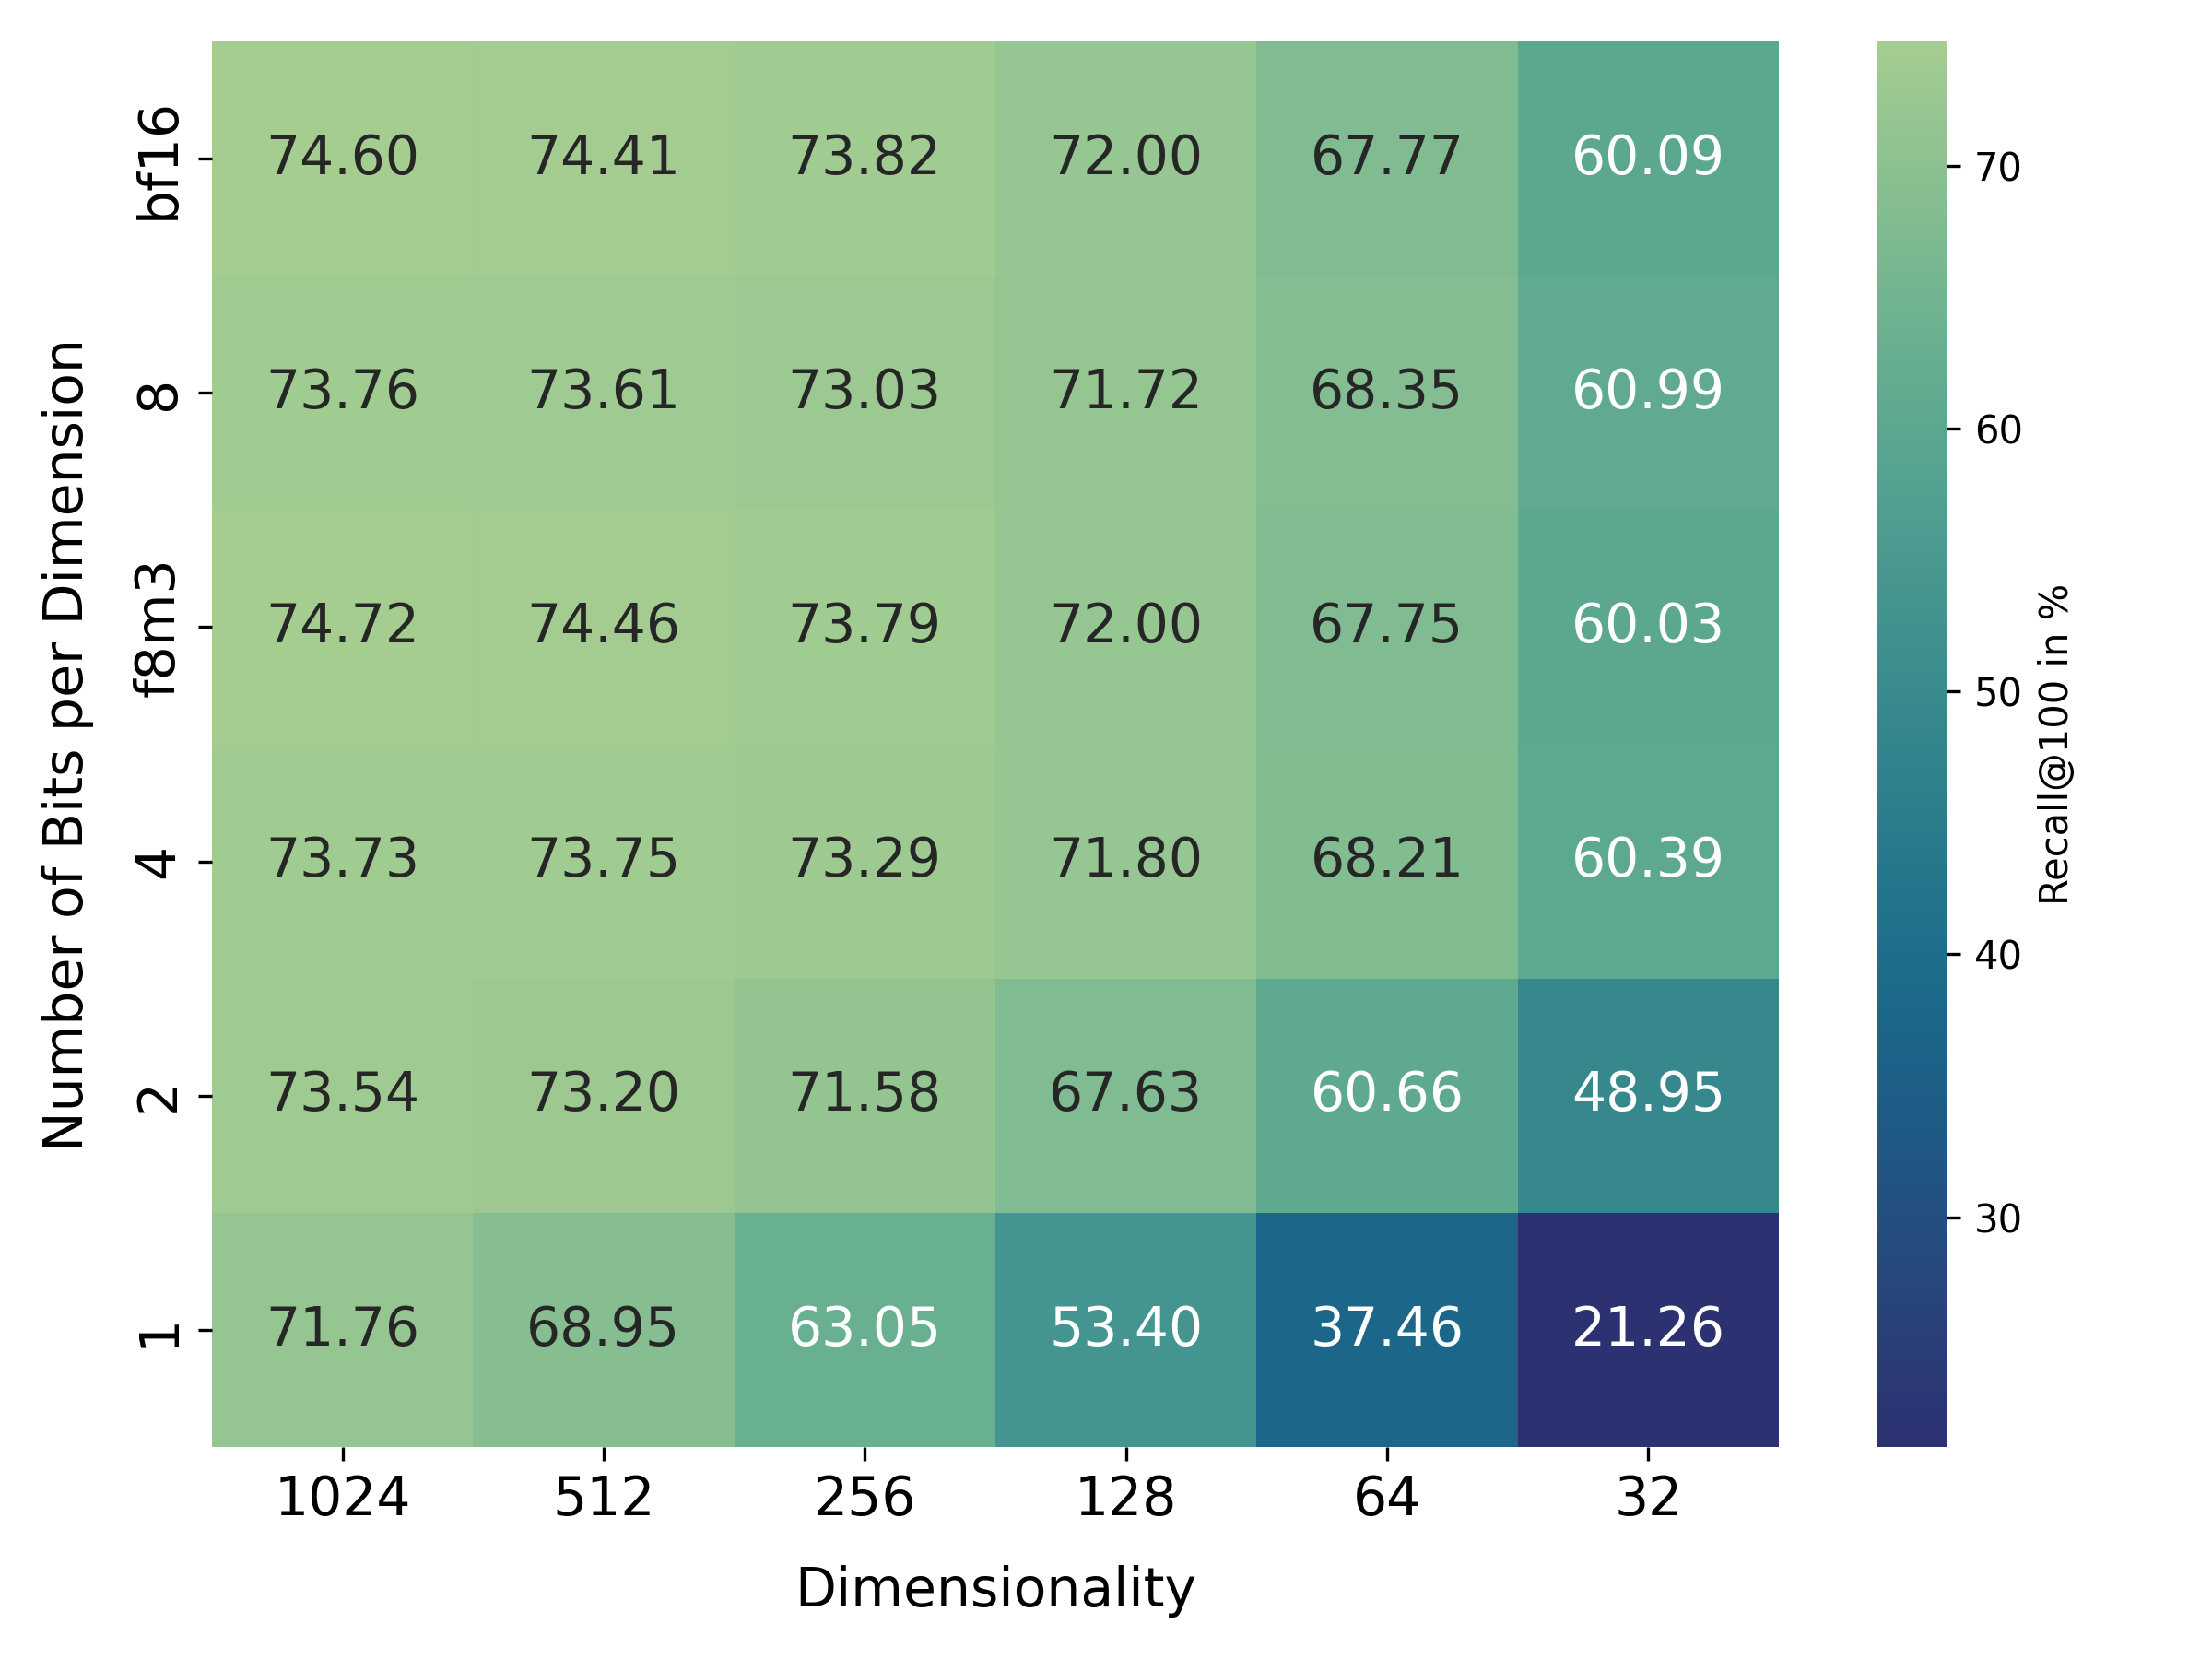 Number of Bits per Dimension
bf16 74.60 74.41 73.82 72.00 67.77 60.09
8 73.76 73.61 73.03 71.72 68.35 60.99
f8m3 74.72 74.46 73.79 72.00 67.75 60.03
4 73.73 73.75 73.29 71.80 68.21 60.39
2 73.54 73.20 71.58 67.63 60.66 48.95
1 71.76 68.95 63.05 53.40 37.46 21.26
1024 512 256 128 64 32
Dimensionality
70
60
50
40
30
Recall@100 in %